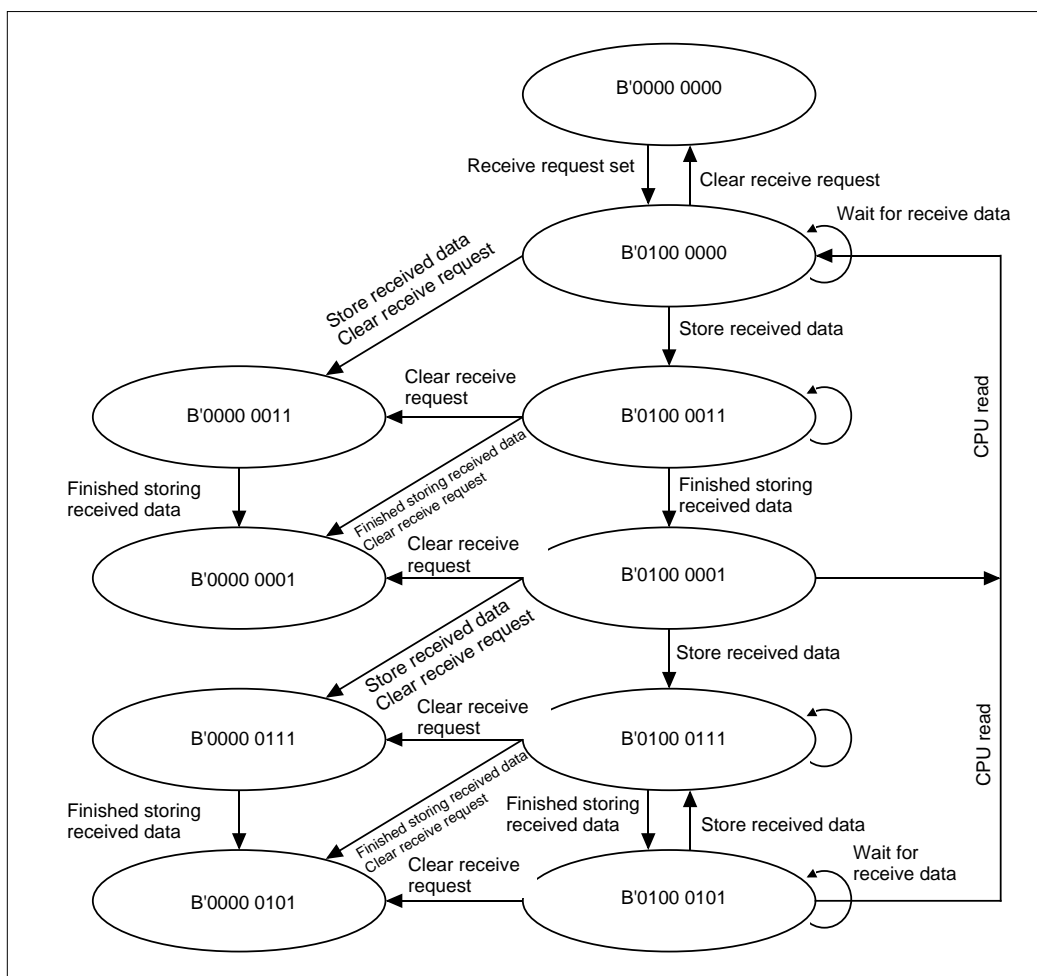 B'0000 0000
Receive request set
Clear receive request
Wait for receive data
B'0100 0000
Store received data
Clear receive request
Store received data
Clear receive
request
B'0000 0011
B'0100 0011
CPU read
Finished storing
received data
Finished storing received data
Clear receive request
Finished storing
received data
Clear receive
request
B'0000 0001
B'0100 0001
Store received data
Clear receive request
Store received data
Clear receive
request
B'0000 0111
B'0100 0111
CPU read
Finished storing
received data
Finished storing received data
Clear receive request
Finished storing
received data
Store received data
Clear receive
request
Wait for
receive data
B'0000 0101
B'0100 0101